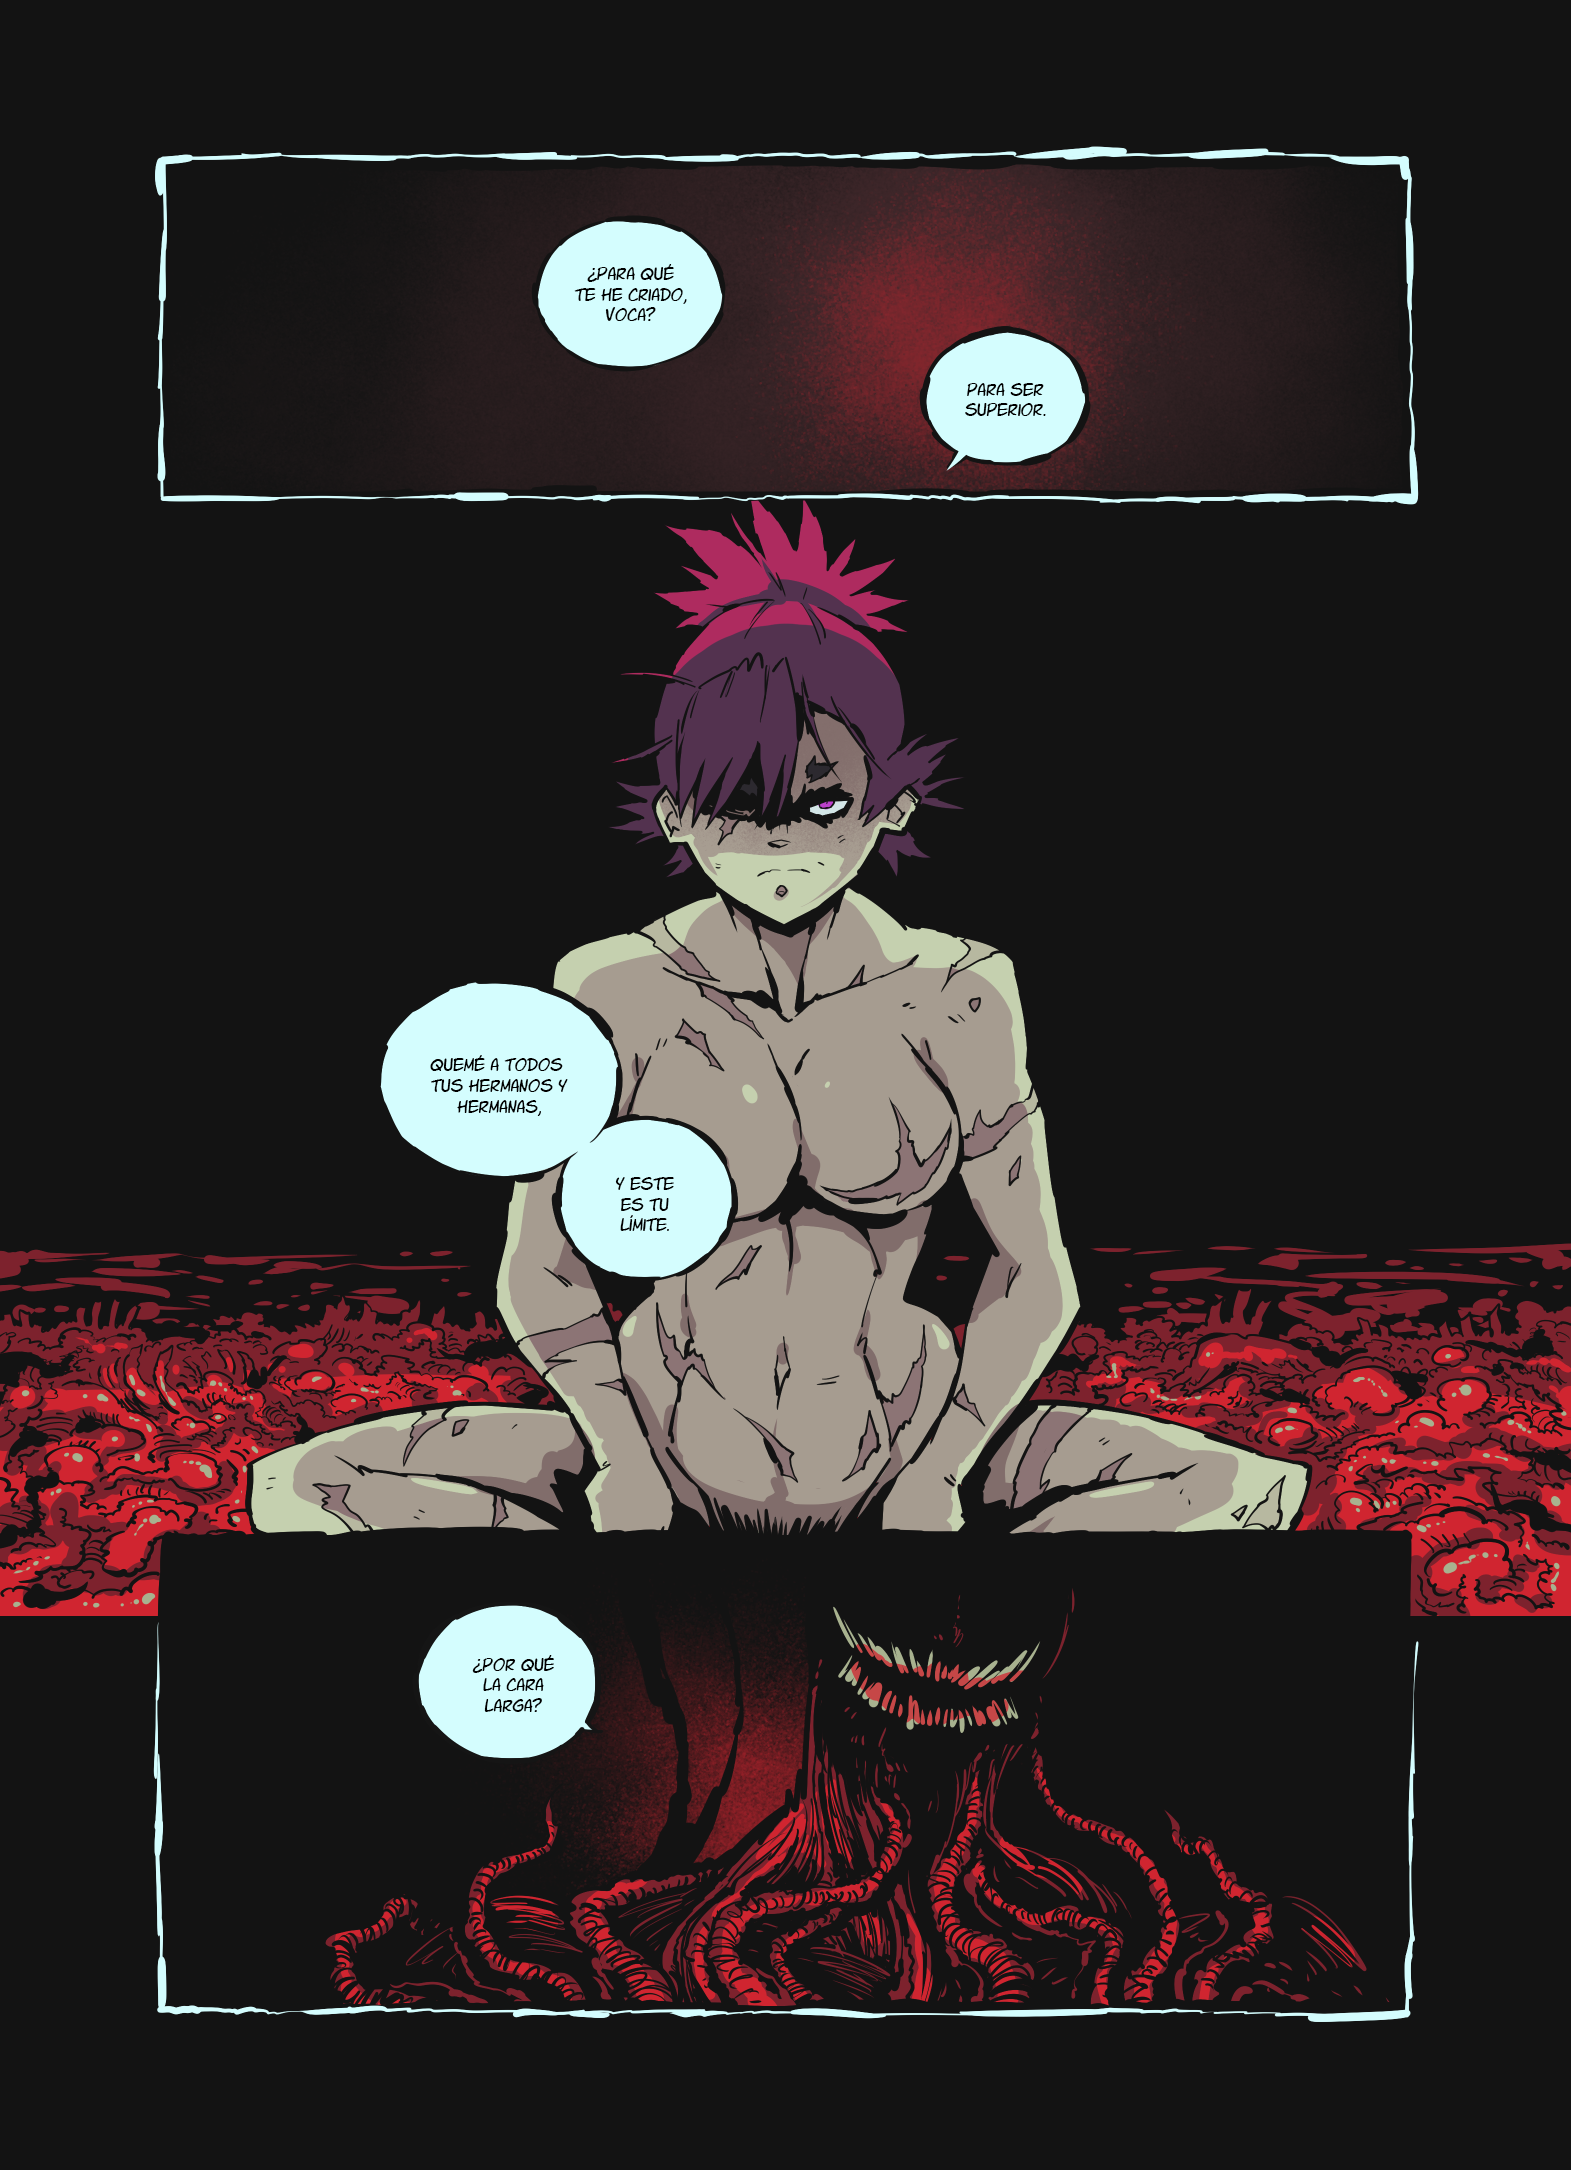 ¿PARA QUÉ
TE HE CRIADO,
VOCA?
PARA SER
SUPERIOR.
QUEMÉ A TODOS
TUS HERMANOS Y
HERMANAS,
Y ESTE
ES TU
LÍMITE.
¿POR QUÉ
LA CARA
LARGA?